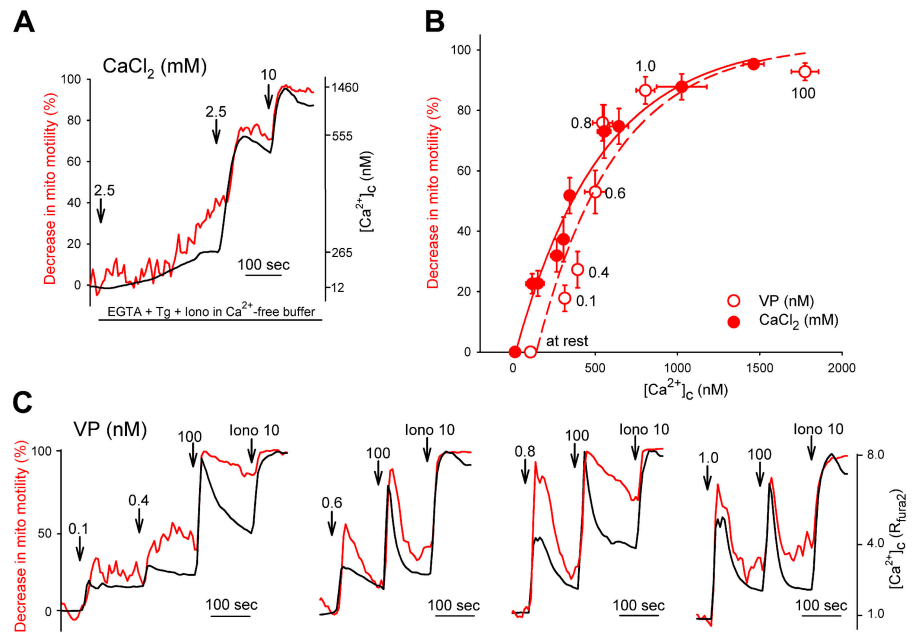 A
CaCl2 (mM)
Decrease in mito motility (%)
100
80
60
40
20
0
2.5
2.5
10
1460
555
265
12
[Ca2+]c (nM)
100 sec
EGTA + Tg + Iono in Ca2+-free buffer
B
Decrease in mito motility (%)
100
80
60
40
20
0
1.0
100
0.8
0.6
0.4
0.1
at rest
VP (nM)
CaCl2 (mM)
0
500
1000
1500
2000
[Ca2+]c (nM)
C
VP (nM)
Decrease in mito motility (%)
100
50
0
0.1
0.4
100
Iono 10
100 sec
0.6
100
Iono 10
100 sec
0.8
100
Iono 10
100 sec
1.0
100
Iono 10
100 sec
8.0
4.0
1.0
[Ca2+]c (Rfura2)